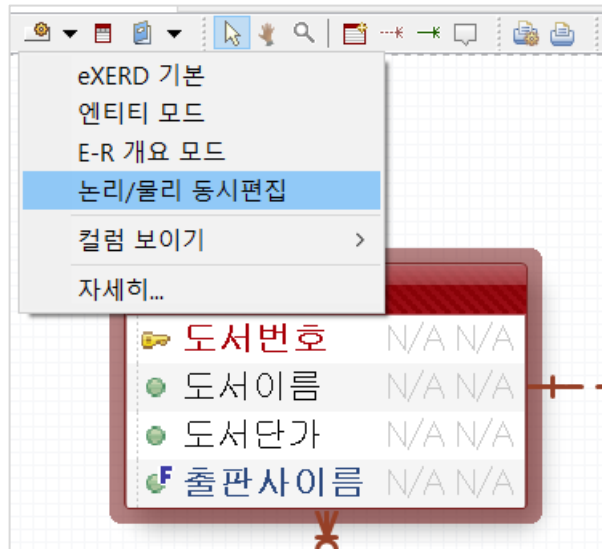 eXERD 기본
엔티티 모드
E-R 개요 모드
논리/물리 동시편집
컬럼 보이기
자세히...
도서번호 N/A N/A
도서이름 N/A N/A
도서단가 N/A N/A
F 출판사이름 N/A N/A